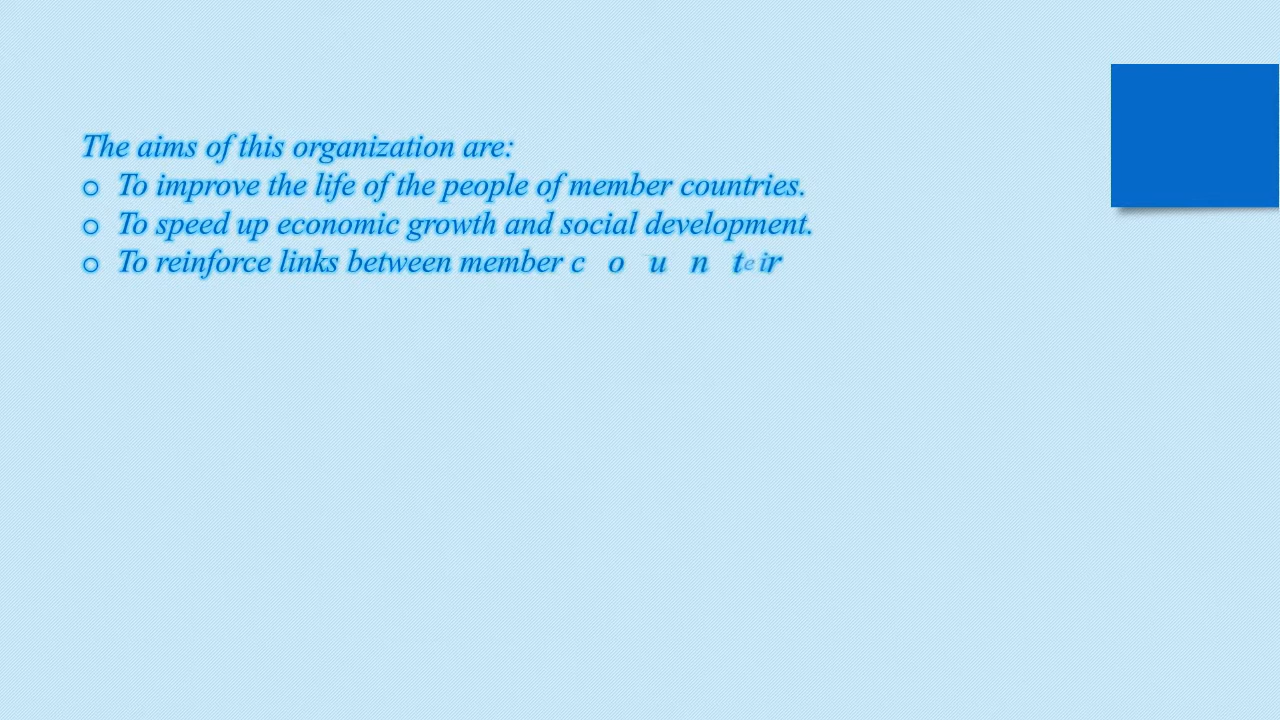 The aims of this organization are:
o To improve the life of the people of member countries.
o To speed up economic growth and social development.
o To reinforce links between member